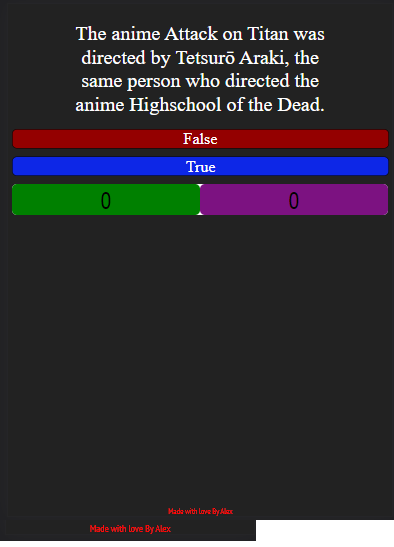 The anime Attack on Titan was
directed by Tetsurō Araki, the
same person who directed the
anime Highschool of the Dead.
False
True
0 0
Made with love By Alex
Made with love By Alex